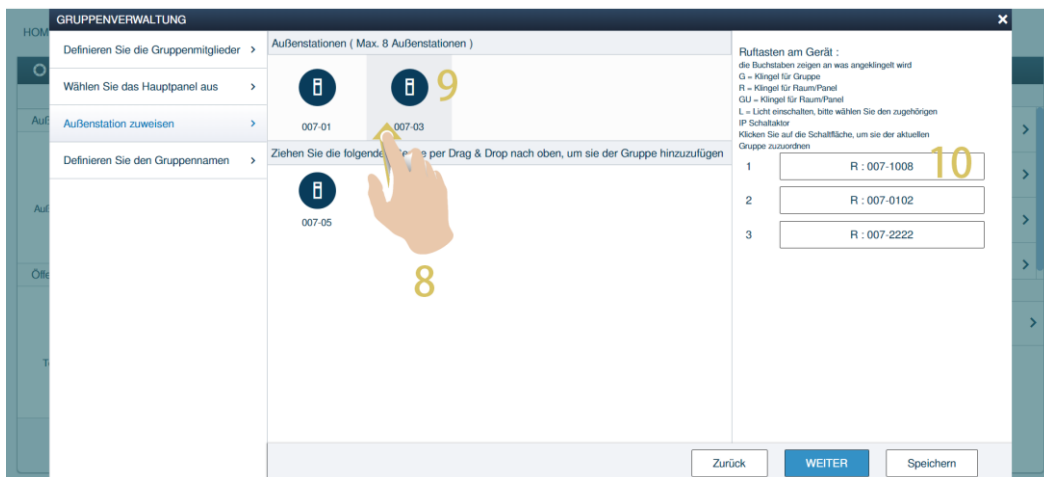 HOM
GRUPPENVERWALTUNG
Definieren Sie die Gruppenmitglieder
Wählen Sie das Hauptpanel aus
Außenstation zuweisen
Definieren Sie den Gruppennamen
Außenstationen ( Max. 8 Außenstationen )
9
007-01
007-03
Ziehen Sie die folgenden per Drag & Drop nach oben, um sie der Gruppe hinzuzufügen
007-05
8
Ruftasten am Gerät :
die Buchstaben zeigen an was angeklingelt wird
G = Klingel für Gruppe
R = Klingel für Raum/Panel
GU = Klingel für Raum/Panel
L = Licht einschalten, bitte wählen Sie den zugehörigen
IP Schaltaktor
Klicken Sie auf die Schaltfläche, um sie der aktuellen
Gruppe zuzuordnen
10
1 R : 007-1008
2 R : 007-0102
3 R : 007-2222
Zurück
WEITER
Speichern